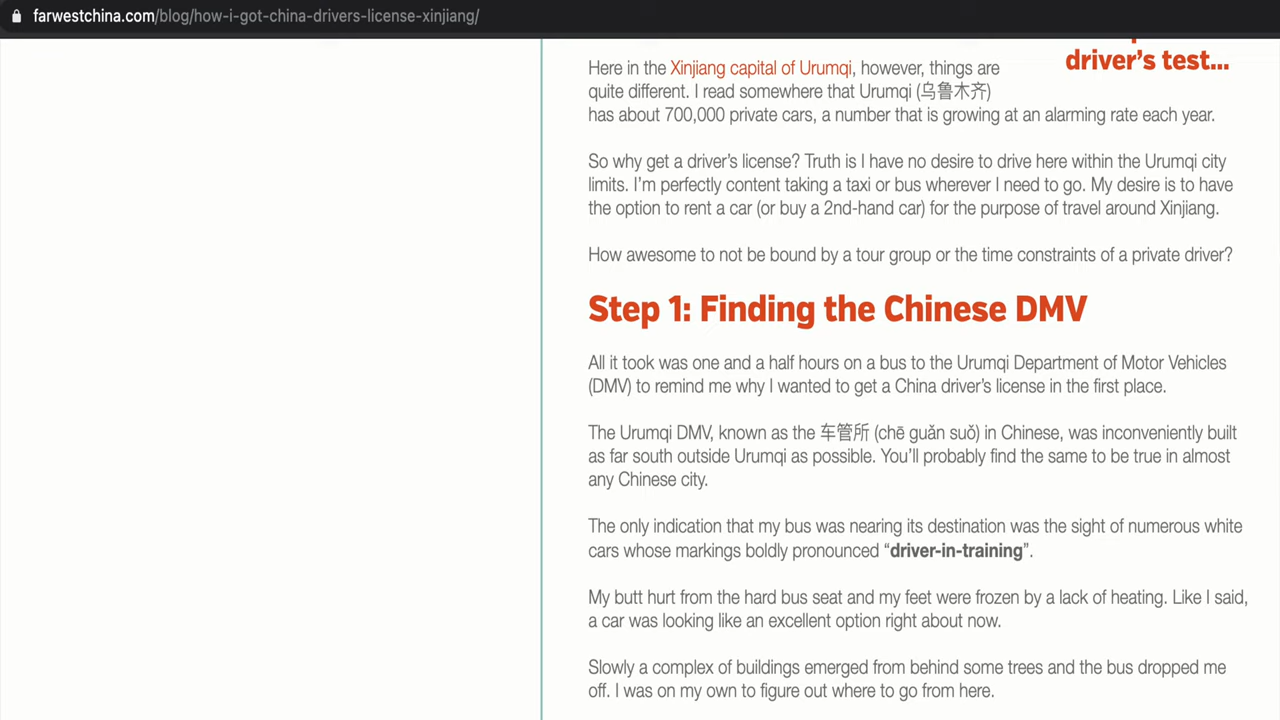 farwestchina.com/blog/how-i-got-china-drivers-license-xinjiang/
driver's test...
Here in the Xinjiang capital of Urumqi, however, things are
quite different. I read somewhere that Urumqi (乌鲁木齐)
has about 700,000 private cars, a number that is growing at an alarming rate each year.
So why get a driver's license? Truth is I have no desire to drive here within the Urumqi city
limits. I'm perfectly content taking a taxi or bus wherever I need to go. My desire is to have
the option to rent a car (or buy a 2nd-hand car) for the purpose of travel around Xinjiang.
How awesome to not be bound by a tour group or the time constraints of a private driver?
Step 1: Finding the Chinese DMV
All it took was one and a half hours on a bus to the Urumqi Department of Motor Vehicles
(DMV) to remind me why I wanted to get a China driver's license in the first place.
The Urumqi DMV, known as the 车管所 (chē guǎn suǒ) in Chinese, was inconveniently built
as far south outside Urumqi as possible. You'll probably find the same to be true in almost
any Chinese city.
The only indication that my bus was nearing its destination was the sight of numerous white
cars whose markings boldly pronounced “driver-in-training”.
My butt hurt from the hard bus seat and my feet were frozen by a lack of heating. Like I said,
a car was looking like an excellent option right about now.
Slowly a complex of buildings emerged from behind some trees and the bus dropped me
off. I was on my own to figure out where to go from here.